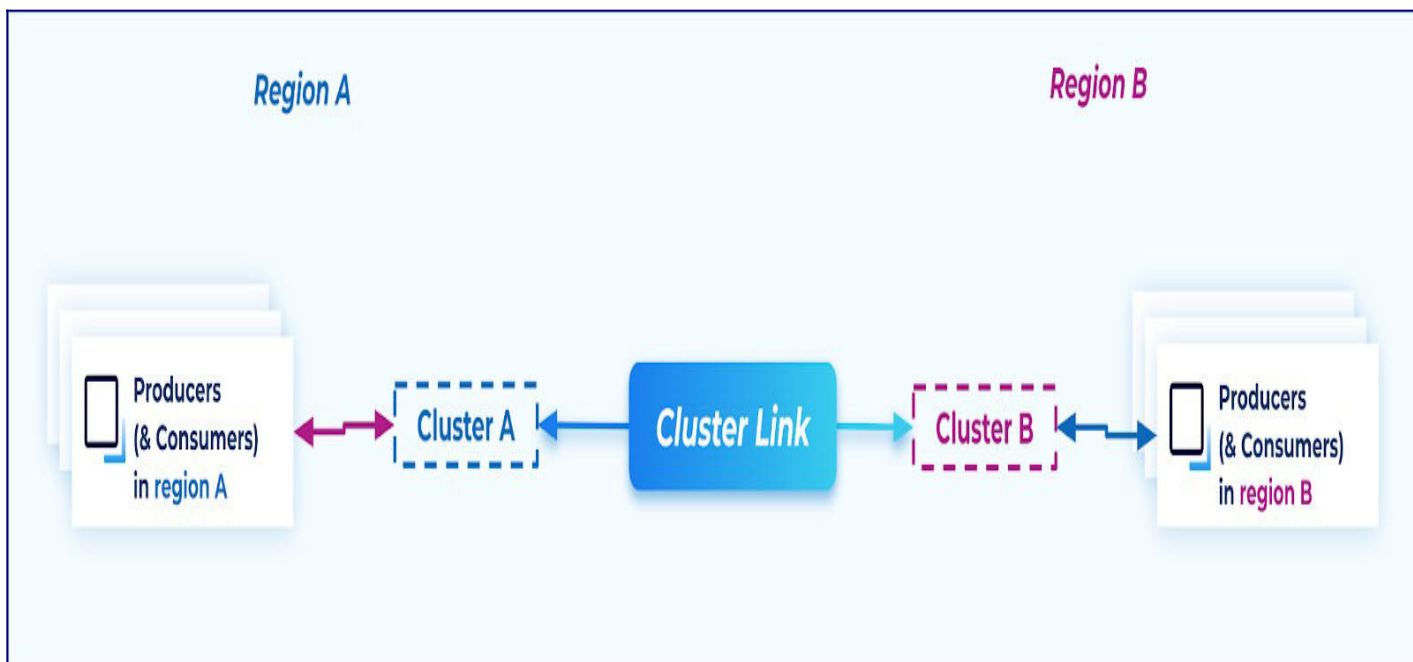 Region A
Region B
Producers
(& Consumers)
in region A
Cluster A
Cluster Link
Cluster B
Producers
(& Consumers)
in region B